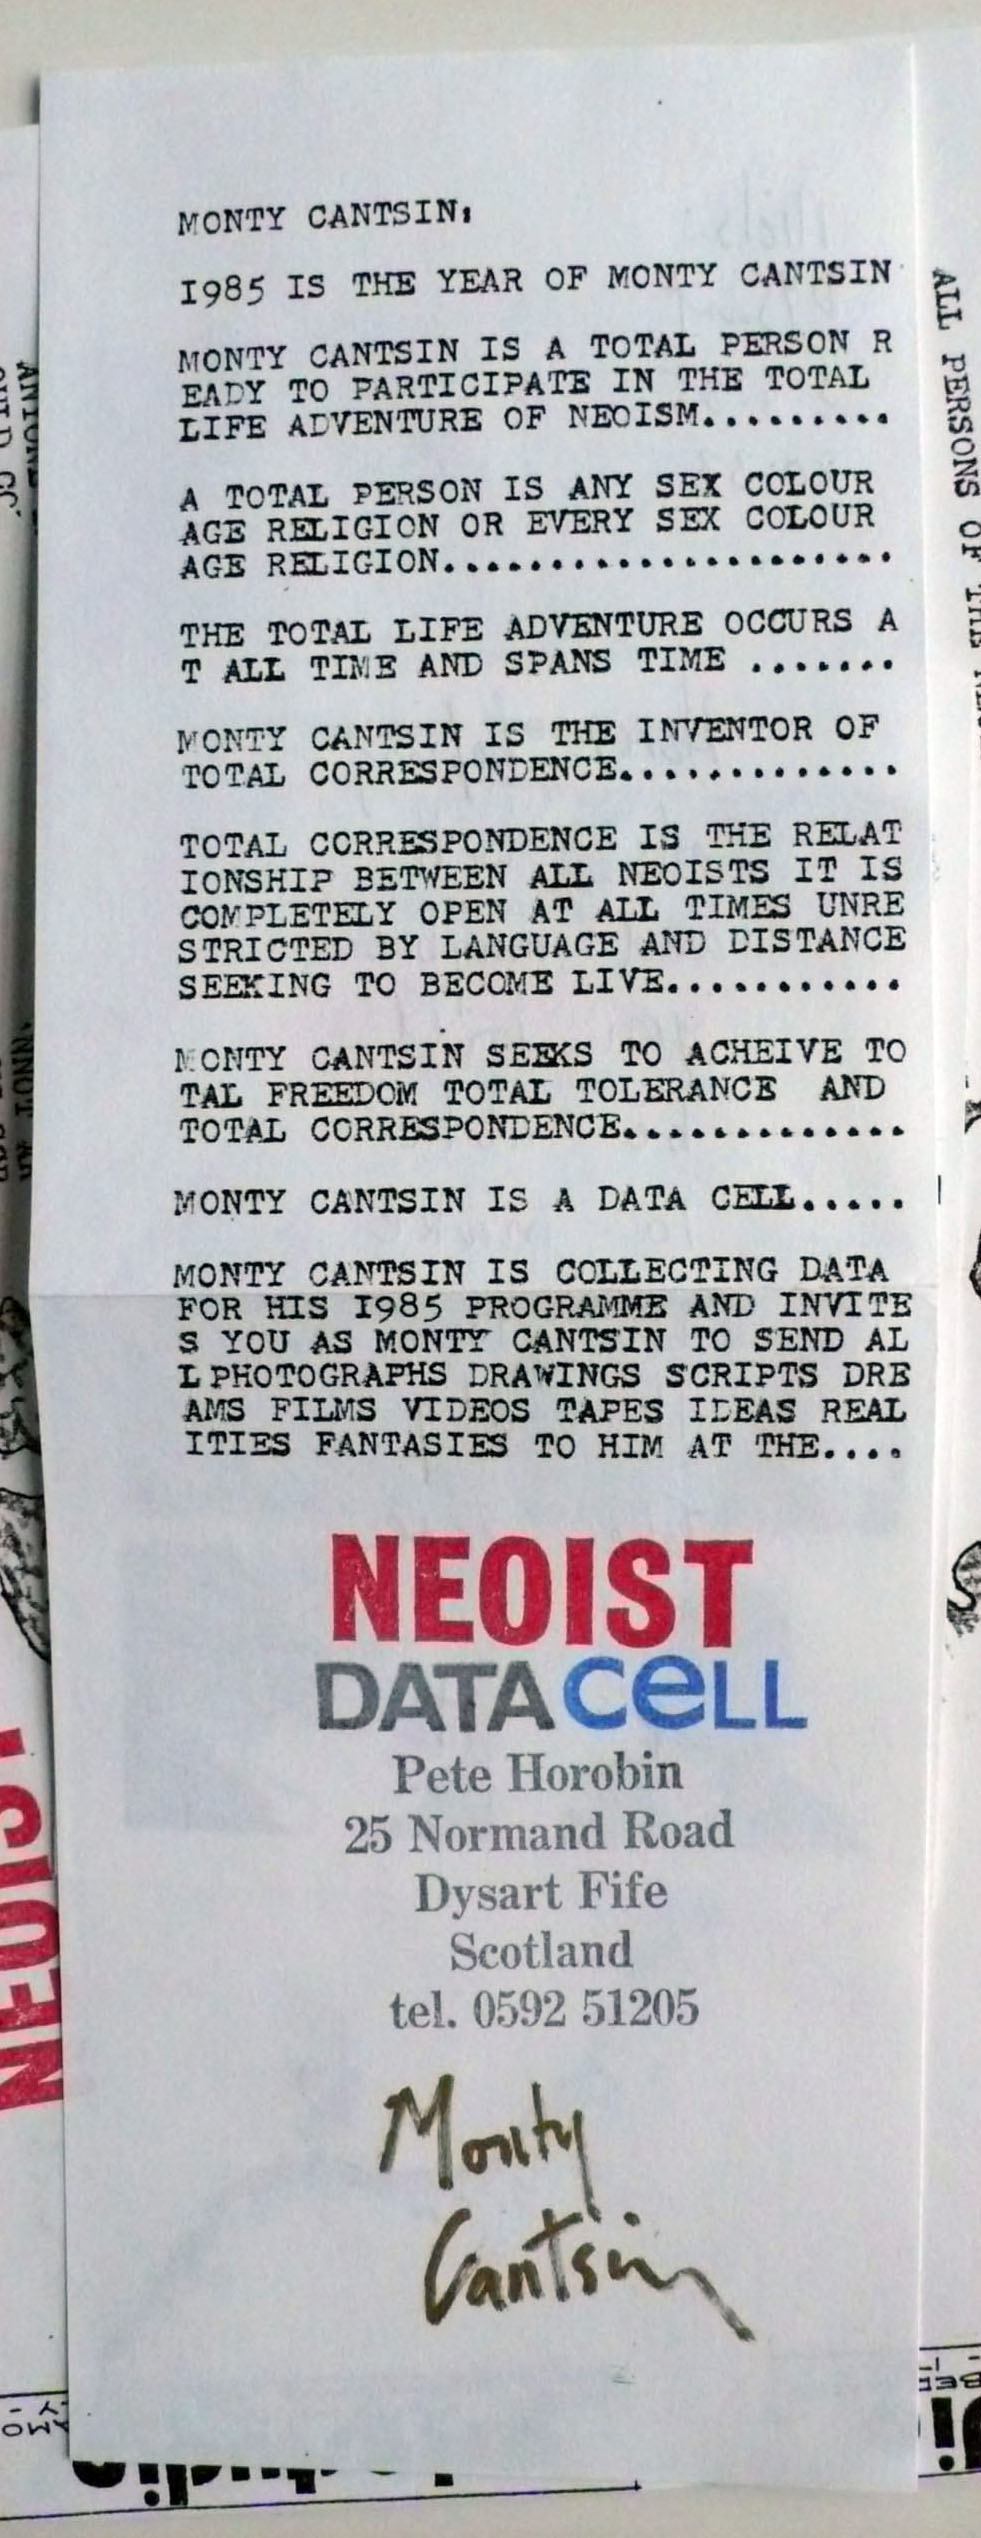 MONTY CANTSIN:
1985 IS THE YEAR OF MONTY CANTSIN
MONTY CANTSIN IS A TOTAL PERSON R
EADY TO PARTICIPATE IN THE TOTAL
LIFE ADVENTURE OF NEOISM.........
A TOTAL PERSON IS ANY SEX COLOUR
AGE RELIGION OR EVERY SEX COLOUR
AGE RELIGION.....................
THE TOTAL LIFE ADVENTURE OCCURS A
T ALL TIME AND SPANS TIME .......
MONTY CANTSIN IS THE INVENTOR OF
TOTAL CORRESPONDENCE.............
TOTAL CORRESPONDENCE IS THE RELAT
IONSHIP BETWEEN ALL NEOISTS IT IS
COMPLETELY OPEN AT ALL TIMES UNRE
STRICTED BY LANGUAGE AND DISTANCE
SEEKING TO BECOME LIVE...........
MONTY CANTSIN SEEKS TO ACHEIVE TO
TAL FREEDOM TOTAL TOLERANCE AND
TOTAL CORRESPONDENCE.............
MONTY CANTSIN IS A DATA CELL.....
MONTY CANTSIN IS COLLECTING DATA
FOR HIS 1985 PROGRAMME AND INVITE
S YOU AS MONTY CANTSIN TO SEND AL
L PHOTOGRAPHS DRAWINGS SCRIPTS DRE
AMS FILMS VIDEOS TAPES IDEAS REAL
ITIES FANTASIES TO HIM AT THE....
NEOIST
DATA CeLL
Pete Horobin
25 Normand Road
Dysart Fife
Scotland
tel. 0592 51205
Monty
Cantsin
ALL PERSONS OF THE